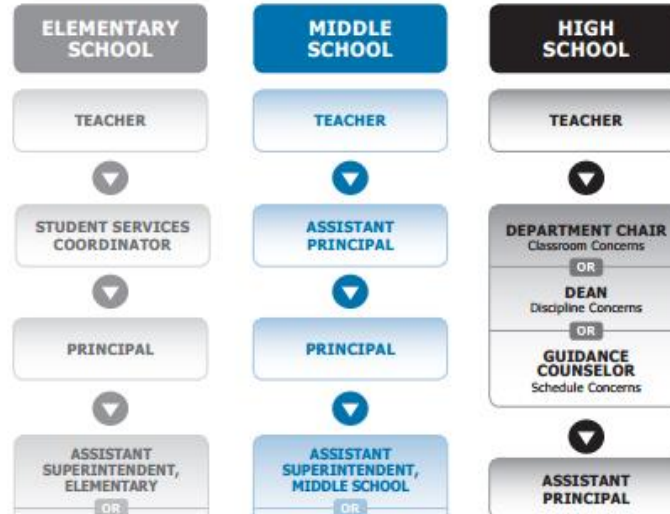 ELEMENTARY
SCHOOL
TEACHER
STUDENT SERVICES
COORDINATOR
PRINCIPAL
ASSISTANT
SUPERINTENDENT,
ELEMENTARY
OR
MIDDLE
SCHOOL
TEACHER
ASSISTANT
PRINCIPAL
PRINCIPAL
ASSISTANT
SUPERINTENDENT,
MIDDLE SCHOOL
OR
HIGH
SCHOOL
TEACHER
DEPARTMENT CHAIR
Classroom Concerns
OR
DEAN
Discipline Concerns
OR
GUIDANCE
COUNSELOR
Schedule Concerns
ASSISTANT
PRINCIPAL